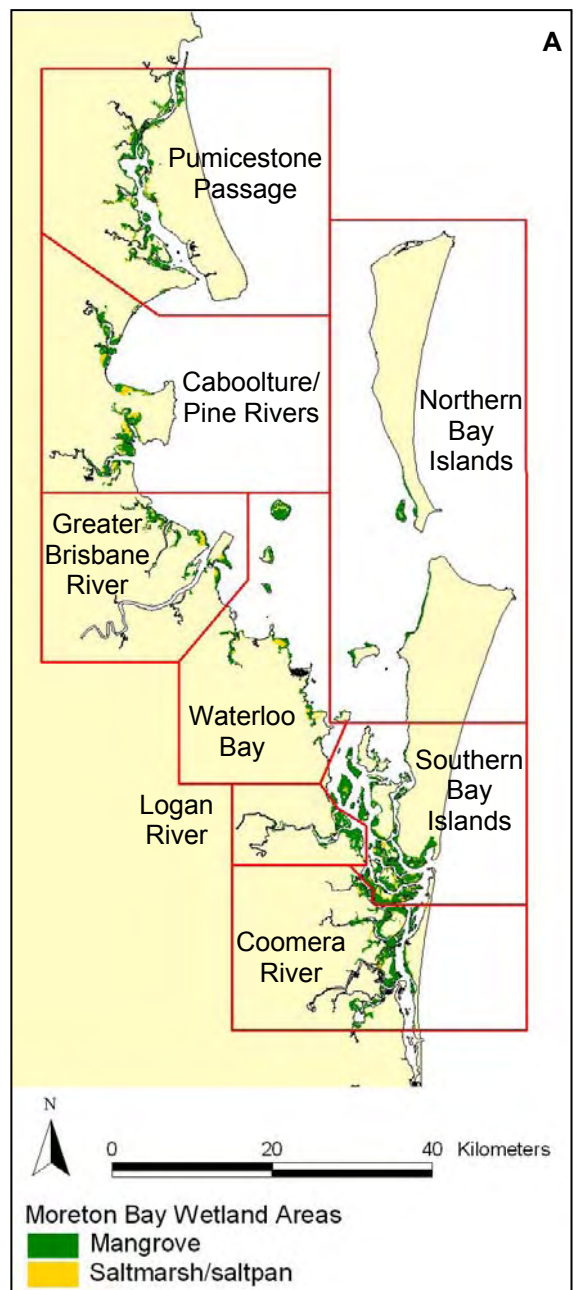 A
Pumicestone
Passage
Caboolture/
Pine Rivers
Northern
Bay
Islands
Greater
Brisbane
River
Waterloo
Bay
Southern
Bay
Islands
Logan
River
Coomera
River
N
0 20 40 Kilometers
Moreton Bay Wetland Areas
Mangrove
Saltmarsh/saltpan